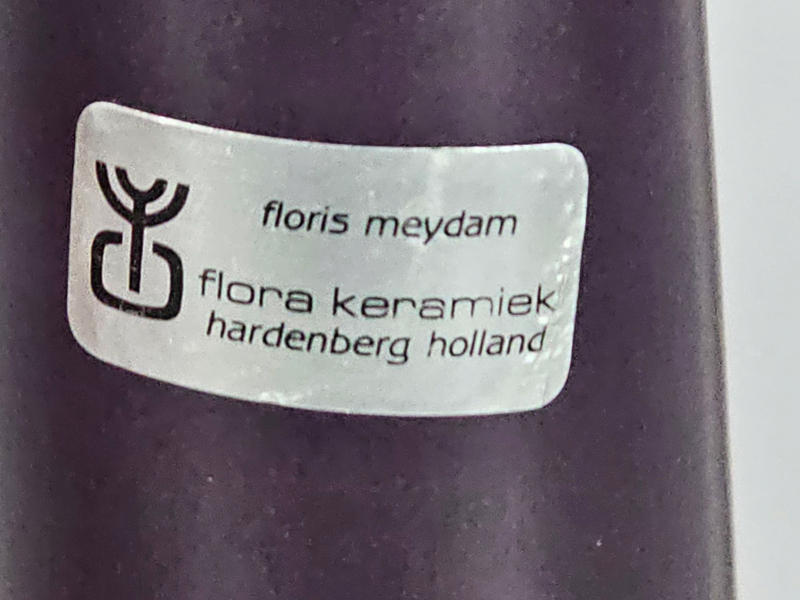 floris meydam
flora keramiek
hardenberg holland